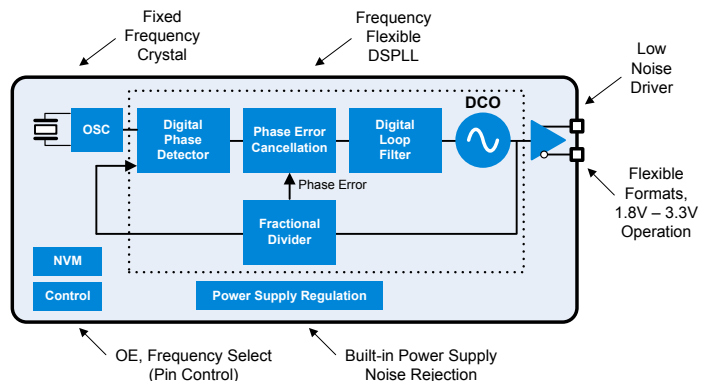 Fixed
Frequency
Crystal
Frequency
Flexible
DSPLL
Low
Noise
Driver
OSC
Digital
Phase
Detector
Phase Error
Cancellation
Digital
Loop
Filter
DCO
Phase Error
Fractional
Divider
Flexible
Formats,
1.8V – 3.3V
Operation
NVM
Control
Power Supply Regulation
OE, Frequency Select
(Pin Control)
Built-in Power Supply
Noise Rejection